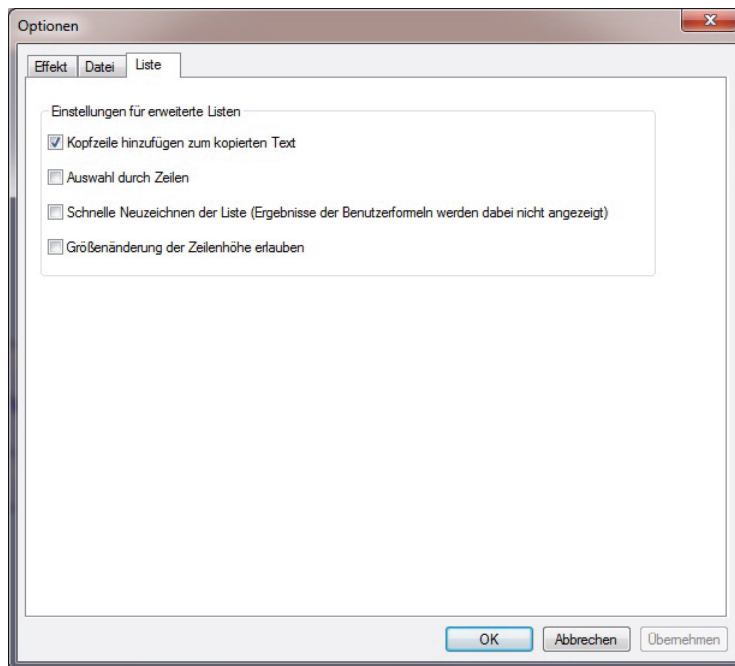 Optionen
Effekt Datei Liste
Einstellungen für erweiterte Listen
Kopfzeile hinzufügen zum kopierten Text
Auswahl durch Zeilen
Schnelle Neuzeichnen der Liste (Ergebnisse der Benutzerformeln werden dabei nicht angezeigt)
Größenänderung der Zeilenhöhe erlauben
OK Abbrechen Übernehmen